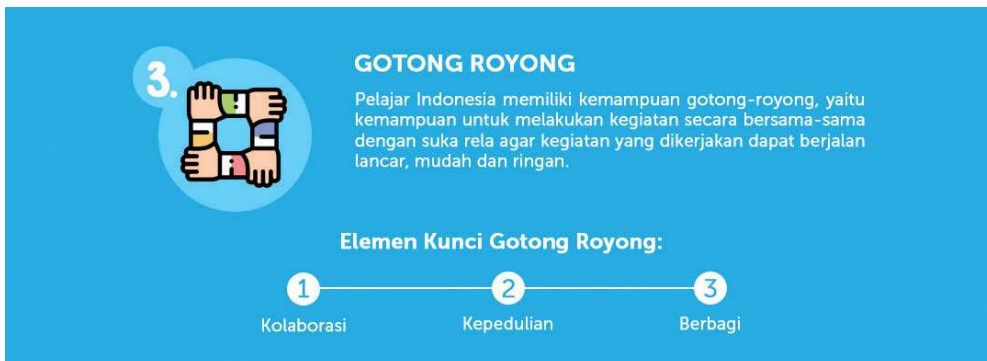 3.
GOTONG ROYONG
Pelajar Indonesia memiliki kemampuan gotong-royong, yaitu
kemampuan untuk melakukan kegiatan secara bersama-sama
dengan suka rela agar kegiatan yang dikerjakan dapat berjalan
lancar, mudah dan ringan.
Elemen Kunci Gotong Royong:
1 2 3
Kolaborasi Kepedulian Berbagi